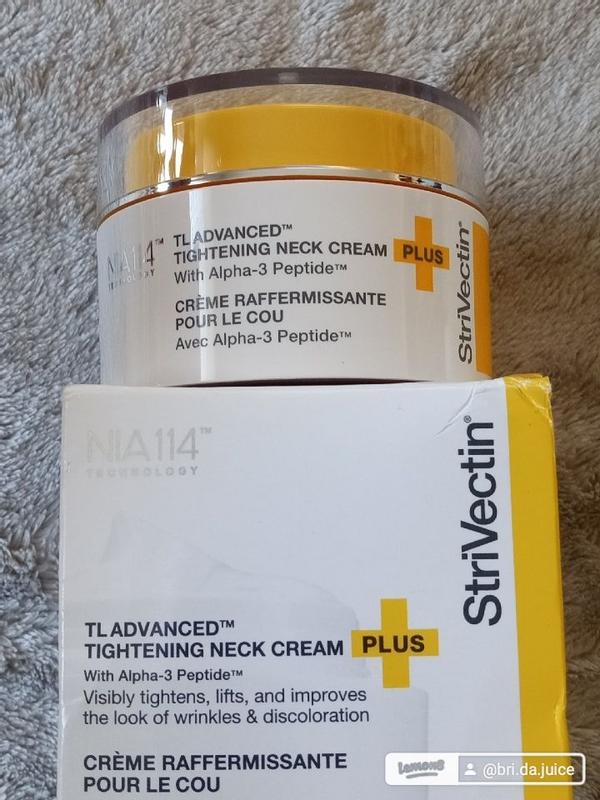 NIA114™
TECHNOLOGY
TL ADVANCED™
TIGHTENING NECK CREAM PLUS
With Alpha-3 Peptide™
CRÈME RAFFERMISSANTE
POUR LE COU
Avec Alpha-3 Peptide™
StriVectin®
NIA114™
TECHNOLOGY
StriVectin®
TL ADVANCED™
TIGHTENING NECK CREAM PLUS
With Alpha-3 Peptide™
Visibly tightens, lifts, and improves
the look of wrinkles & discoloration
CRÈME RAFFERMISSANTE
POUR LE COU
Lemon8 @bri.da.juice